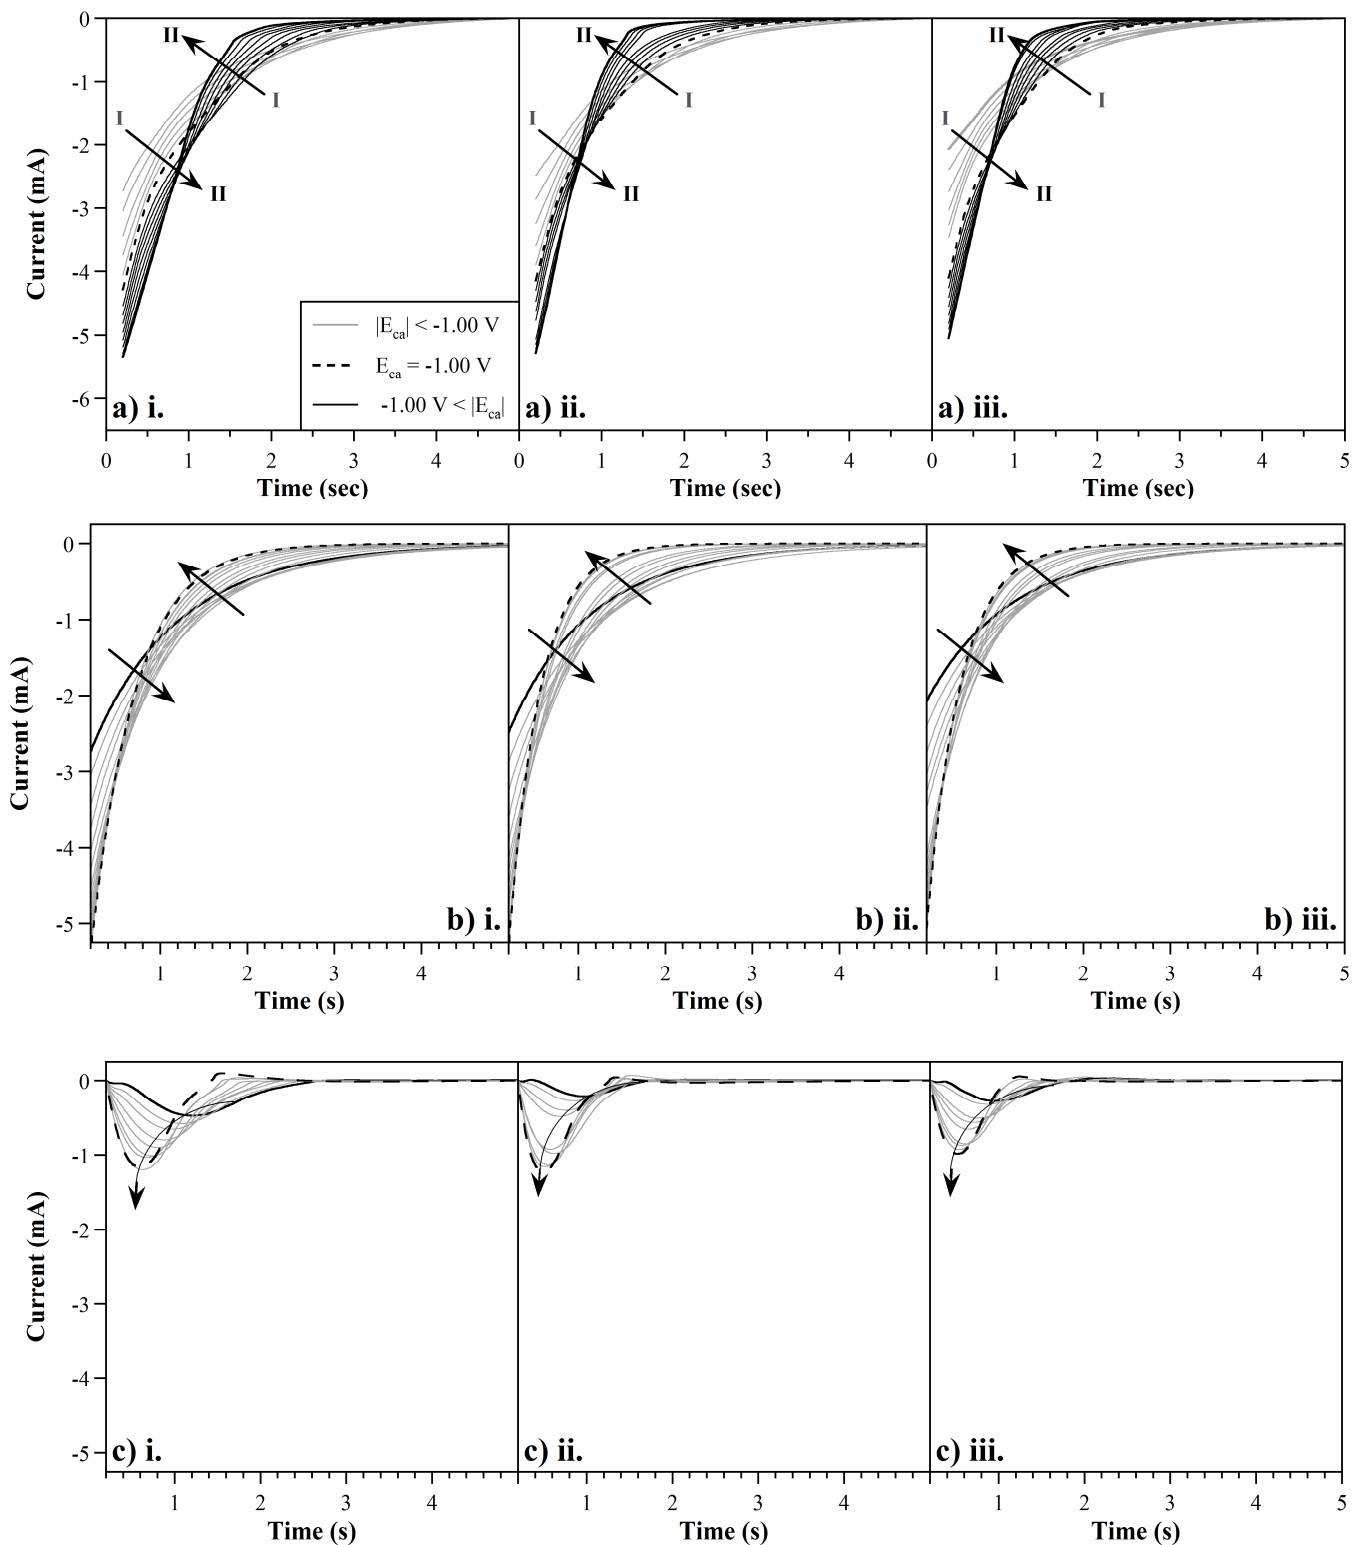 0
-1
-2
-3
-4
-5
-6
Current (mA)
II
I
I
II
II
I
I
II
II
I
I
II
|Eca| < -1.00 V
Eca = -1.00 V
-1.00 V < |Eca|
a) i.
a) ii.
a) iii.
0 1 2 3 4 0 1 2 3 4 0 1 2 3 4 5
Time (sec) Time (sec) Time (sec)
0
-1
-2
-3
-4
-5
Current (mA)
b) i.
b) ii.
b) iii.
1 2 3 4 1 2 3 4 1 2 3 4 5
Time (s) Time (s) Time (s)
0
-1
-2
-3
-4
-5
Current (mA)
c) i.
c) ii.
c) iii.
1 2 3 4 1 2 3 4 1 2 3 4 5
Time (s) Time (s) Time (s)